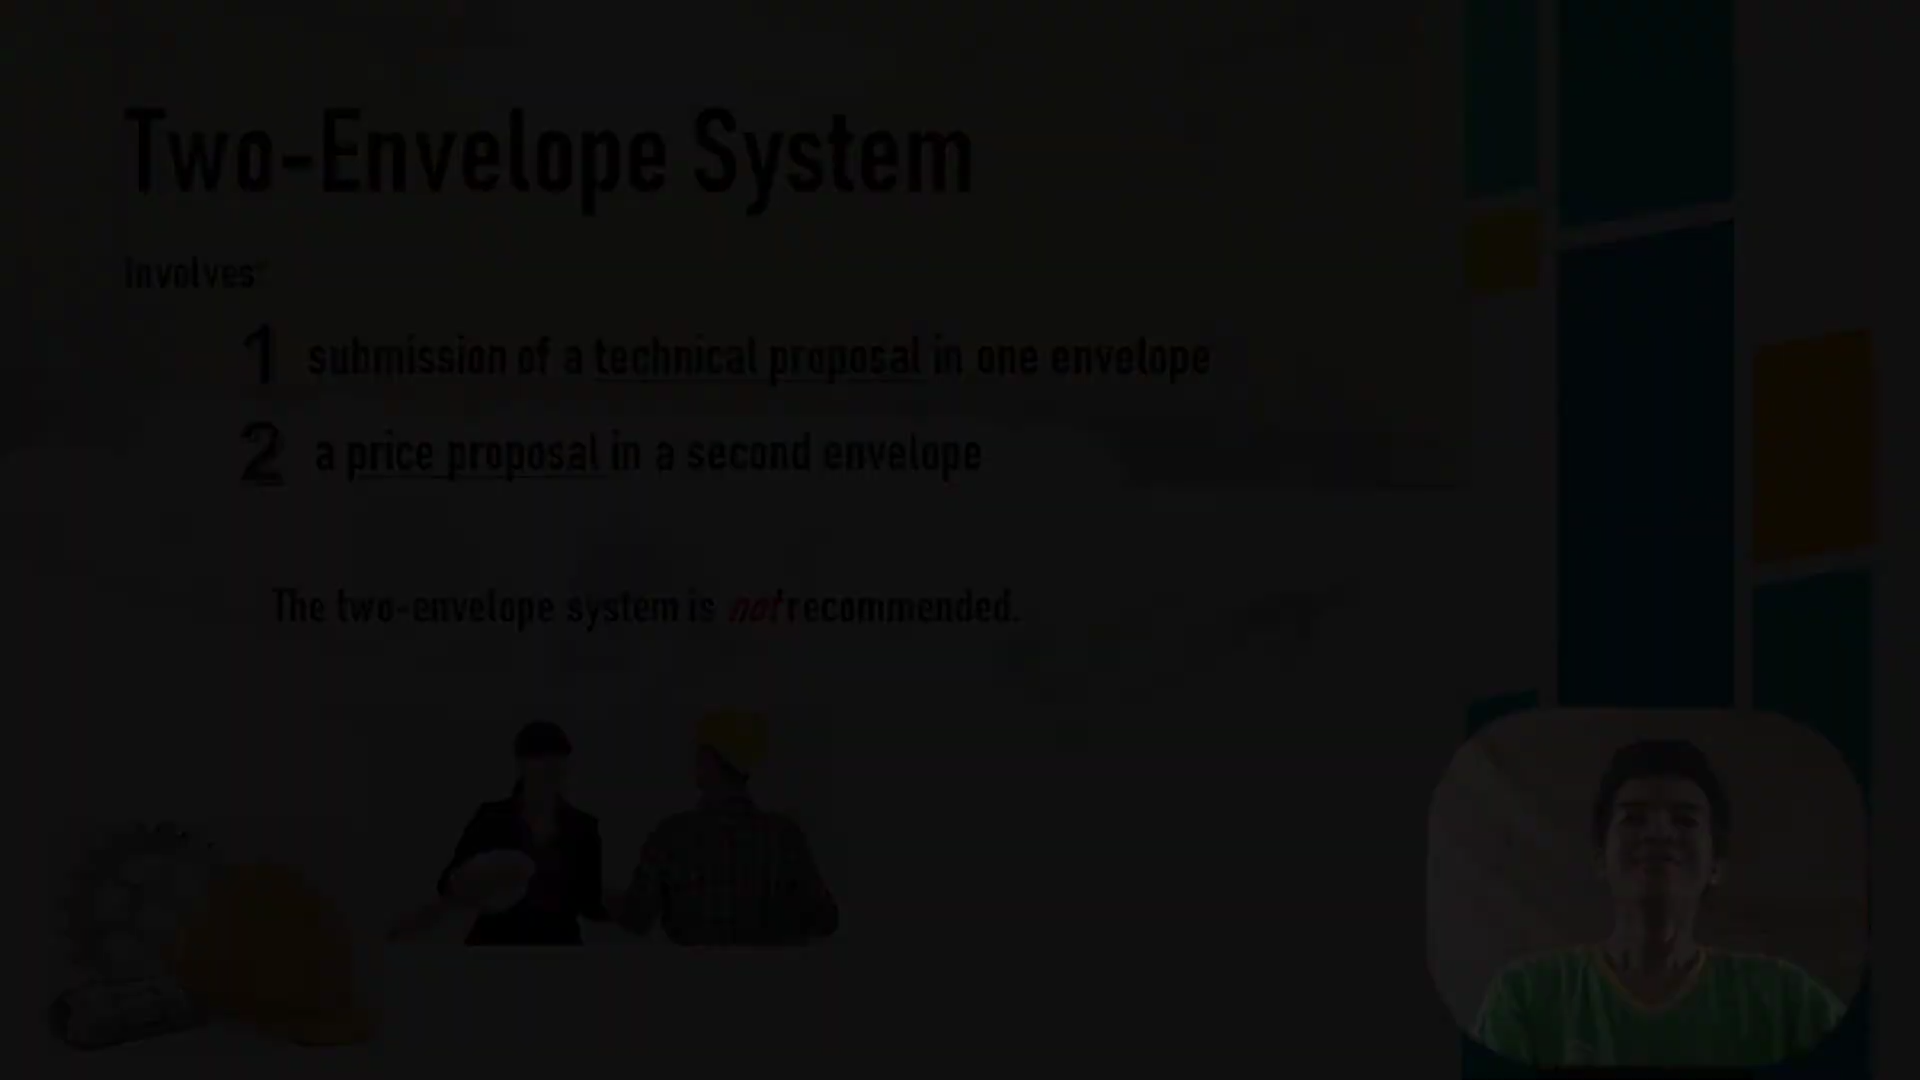 Two-Envelope System
involves:
1 submission of a technical proposal in one envelope
2 a price proposal in a second envelope
The two-envelope system is not recommended.